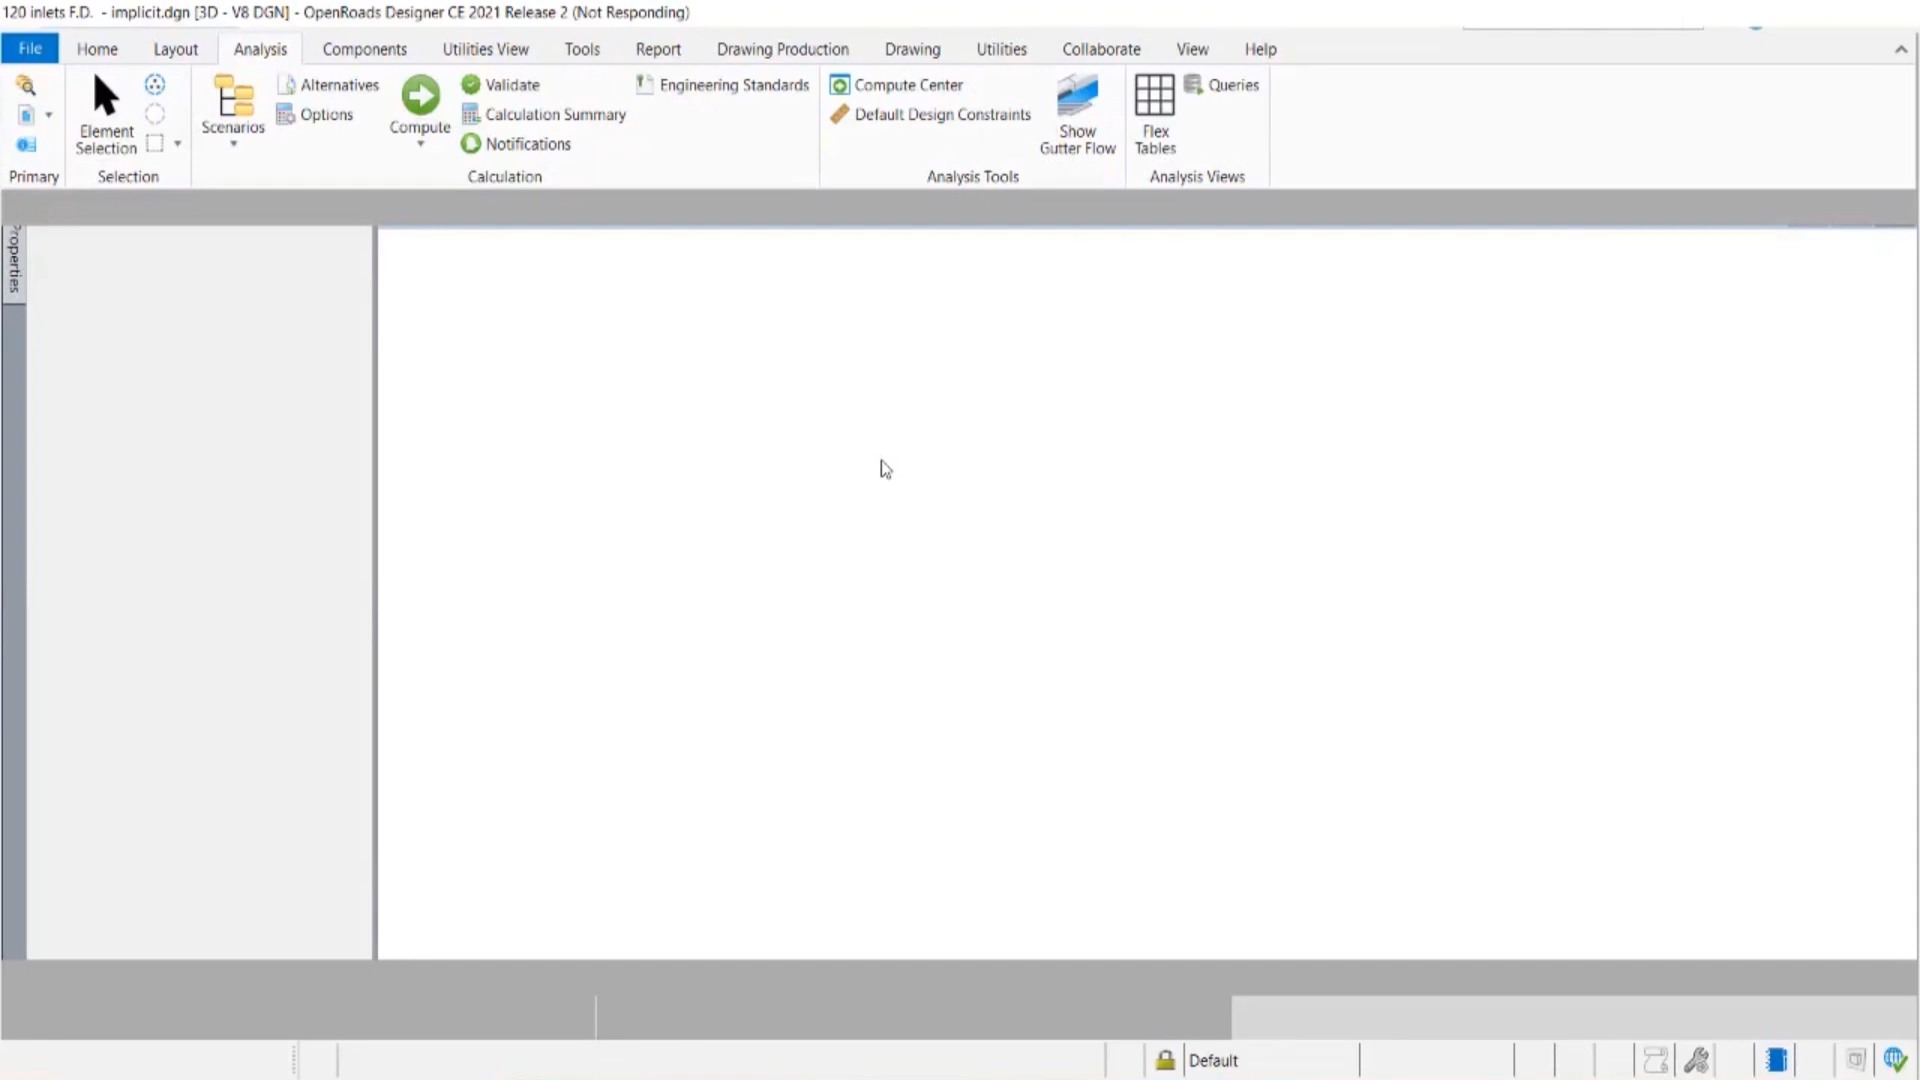 120 inlets F.D. - implicit.dgn [3D - V8 DGN] - OpenRoads Designer CE 2021 Release 2 (Not Responding)
File Home Layout Analysis Components Utilities View Tools Report Drawing Production Drawing Utilities Collaborate View Help
Element Selection
Scenarios
Alternatives
Options
Compute
Validate
Calculation Summary
Notifications
Engineering Standards
Compute Center
Default Design Constraints
Show Gutter Flow
Flex Tables
Queries
Primary Selection Calculation Analysis Tools Analysis Views
Properties
Default